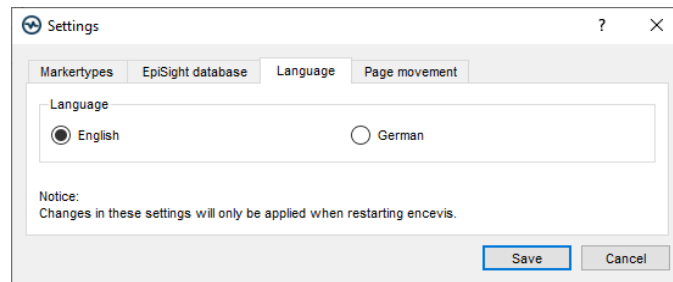 Settings
?
Markertypes EpiSight database Language Page movement
Language
English German
Notice:
Changes in these settings will only be applied when restarting encevis.
Save Cancel